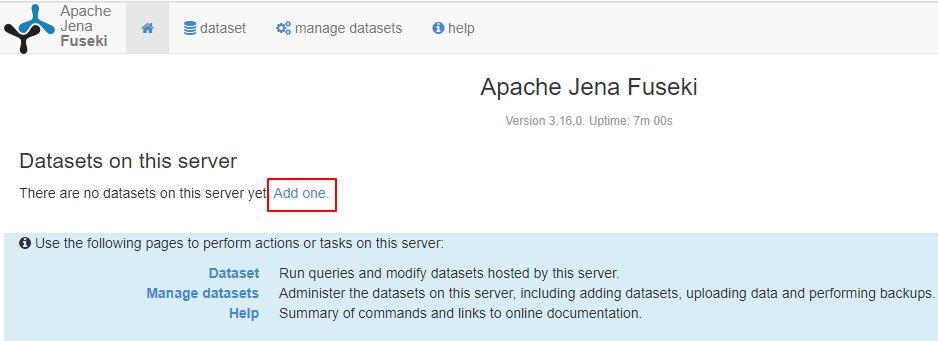 Apache
Jena
Fuseki
dataset
manage datasets
help
Apache Jena Fuseki
Version 3.16.0. Uptime: 7m 00s
Datasets on this server
There are no datasets on this server yet Add one.
Use the following pages to perform actions or tasks on this server:
Dataset Run queries and modify datasets hosted by this server.
Manage datasets Administer the datasets on this server, including adding datasets, uploading data and performing backups.
Help Summary of commands and links to online documentation.